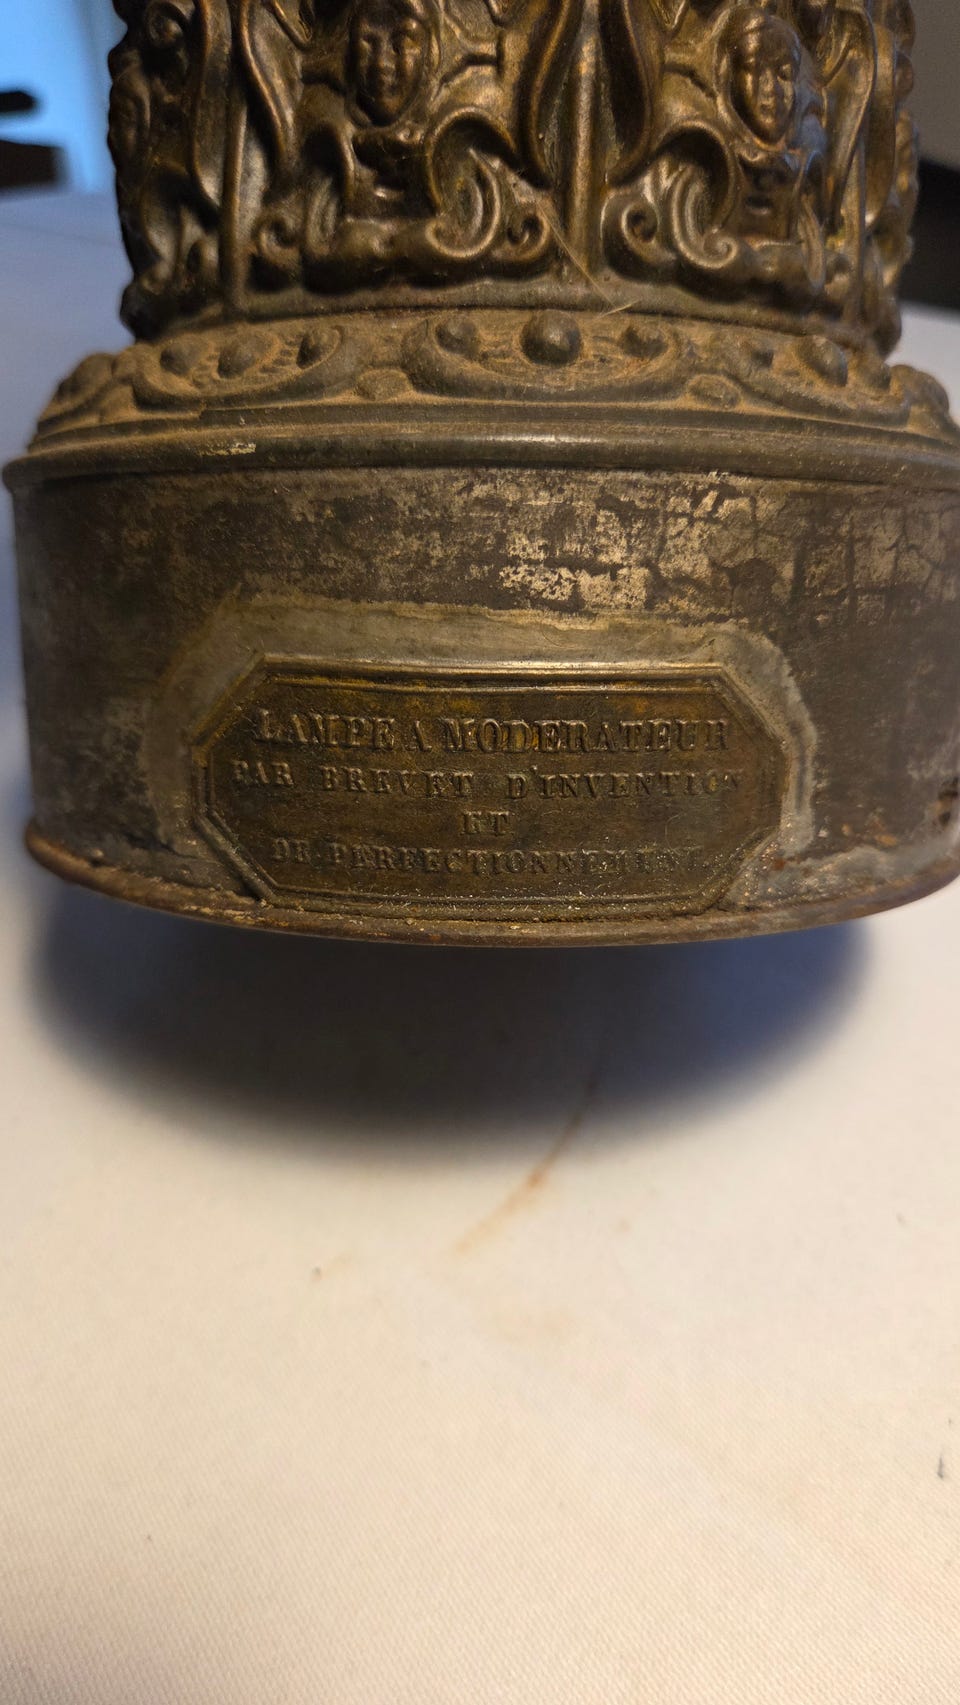 LAMPE A MODERATEUR
PAR BREVET D'INVENTION
ET
DE PERFECTIONNEMENT